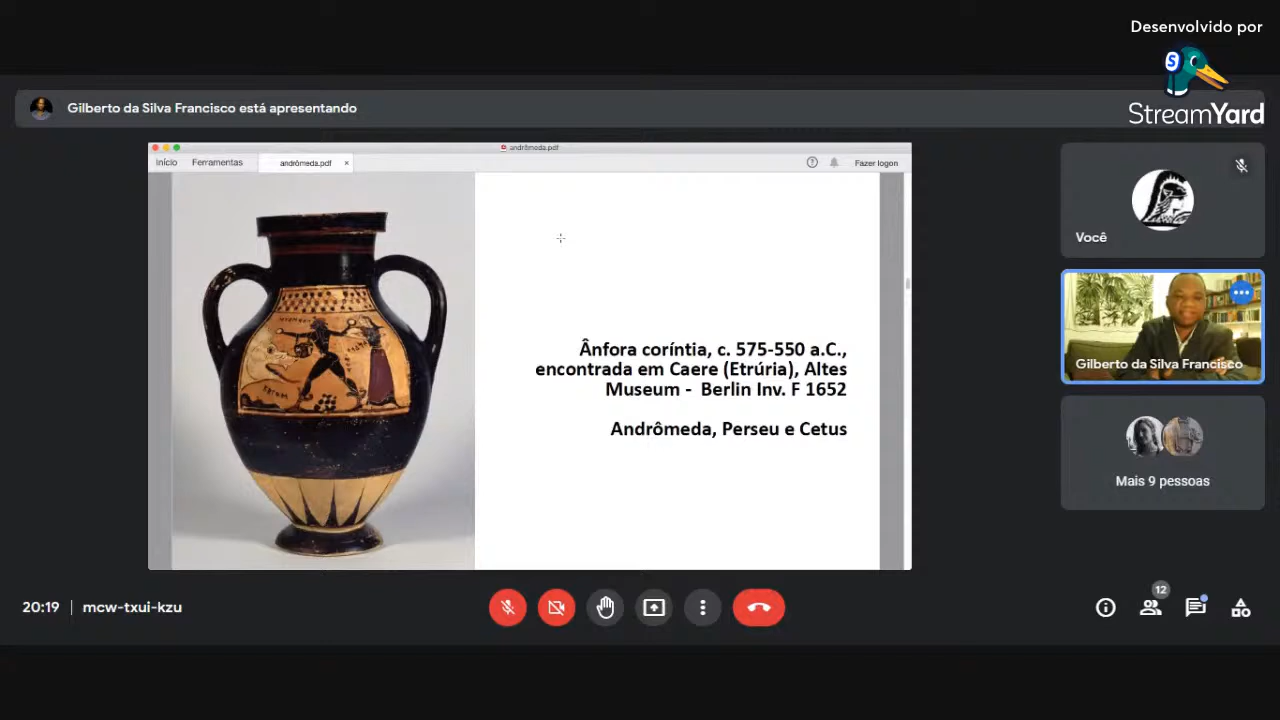 Desenvolvido por
S
StreamYard
Gilberto da Silva Francisco está apresentando
andrômeda.pdf
Início
Ferramentas
andrômeda.pdf
×
?
Fazer logon
Ânfora coríntia, c. 575-550 a.C.,
encontrada em Caere (Etrúria), Altes
Museum - Berlin Inv. F 1652
Andrômeda, Perseu e Cetus
Você
Gilberto da Silva Francisco
Mais 9 pessoas
20:19
mcw-txui-kzu
12